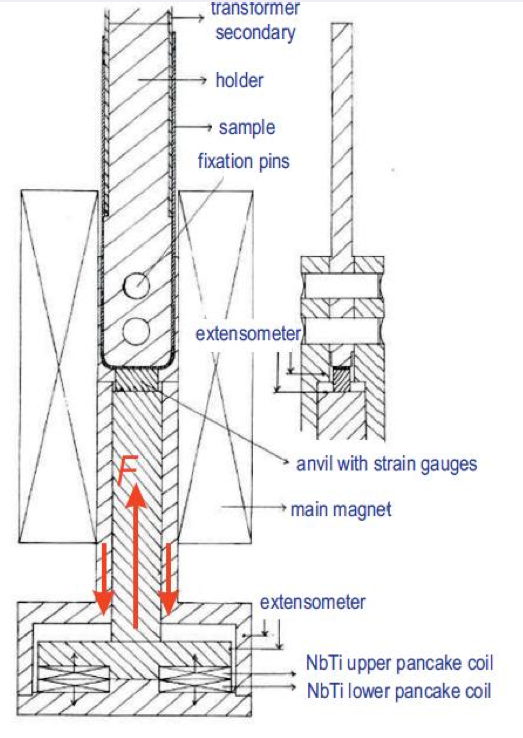 transformer
secondary
holder
sample
fixation pins
extensometer
anvil with strain gauges
F
main magnet
extensometer
NbTi upper pancake coil
NbTi lower pancake coil